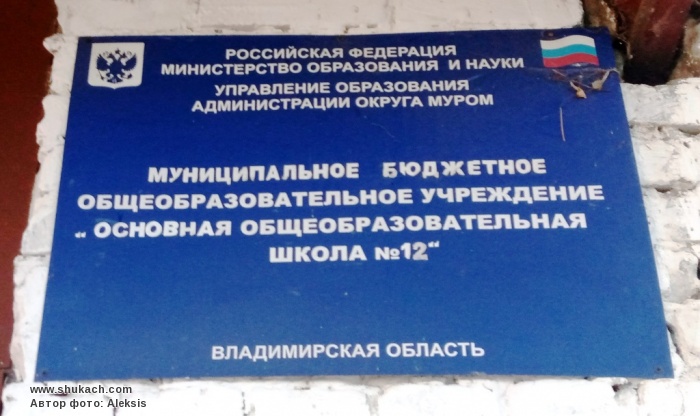 РОССИЙСКАЯ ФЕДЕРАЦИЯ
МИНИСТЕРСТВО ОБРАЗОВАНИЯ И НАУКИ
УПРАВЛЕНИЕ ОБРАЗОВАНИЯ
АДМИНИСТРАЦИИ ОКРУГА МУРОМ
МУНИЦИПАЛЬНОЕ БЮДЖЕТНОЕ
ОБЩЕОБРАЗОВАТЕЛЬНОЕ УЧРЕЖДЕНИЕ
„ ОСНОВНАЯ ОБЩЕОБРАЗОВАТЕЛЬНАЯ
ШКОЛА №12“
ВЛАДИМИРСКАЯ ОБЛАСТЬ
www.shukach.com
Автор фото: Aleksis